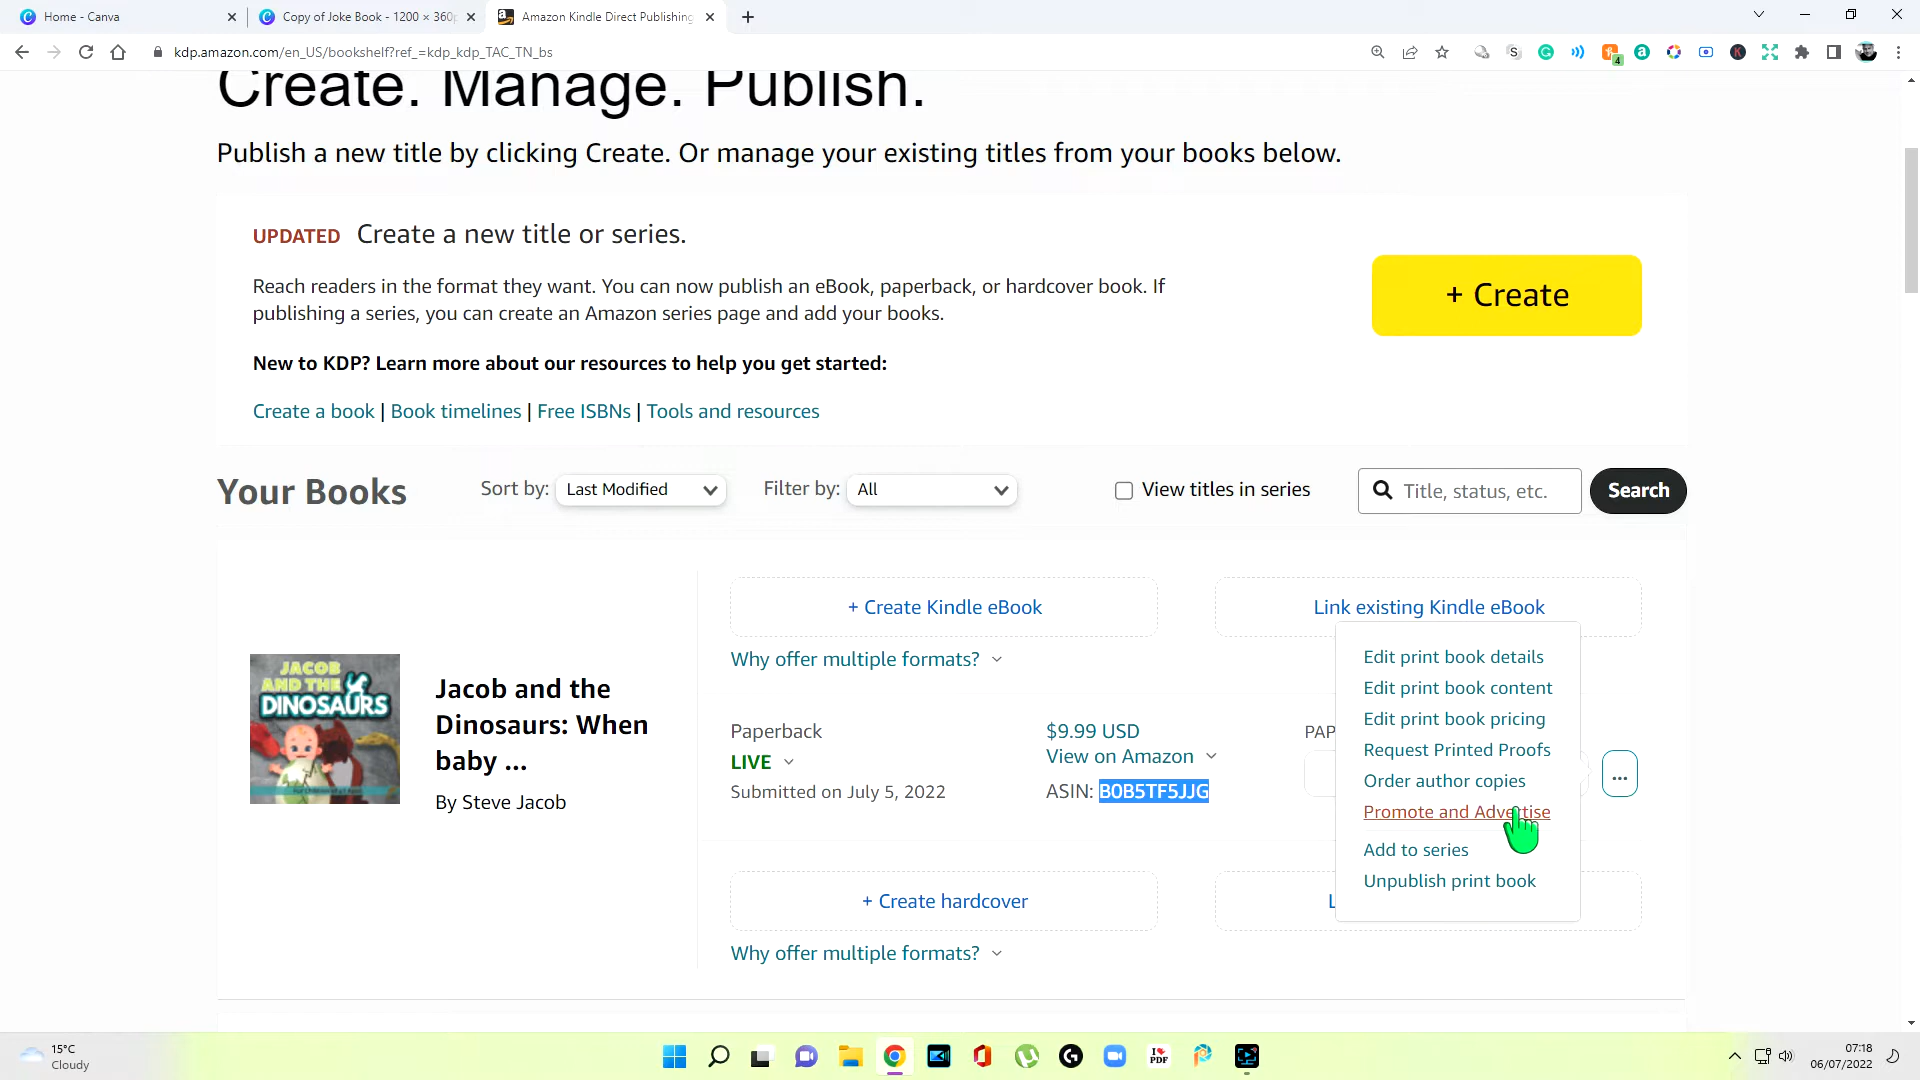 Home - Canva
Copy of Joke Book - 1200 × 360p
Amazon Kindle Direct Publishing
kdp.amazon.com/en_US/bookshelf?ref_=kdp_kdp_TAC_TN_bs
4
Create. Manage. Publish.
Publish a new title by clicking Create. Or manage your existing titles from your books below.
UPDATED Create a new title or series.
Reach readers in the format they want. You can now publish an eBook, paperback, or hardcover book. If
publishing a series, you can create an Amazon series page and add your books.
+ Create
New to KDP? Learn more about our resources to help you get started:
Create a book | Book timelines | Free ISBNs | Tools and resources
Your Books
Sort by: Last Modified
Filter by: All
View titles in series
Title, status, etc.
Search
+ Create Kindle eBook
Link existing Kindle eBook
Why offer multiple formats?
JACOB
AND THE
DINOSAURS
Jacob and the
Dinosaurs: When
baby ...
By Steve Jacob
Paperback
LIVE
Submitted on July 5, 2022
$9.99 USD
View on Amazon
ASIN: B0B5TF5JJG
PAP
...
Edit print book details
Edit print book content
Edit print book pricing
Request Printed Proofs
Order author copies
Promote and Advertise
Add to series
Unpublish print book
+ Create hardcover
L
Why offer multiple formats?
15°C
Cloudy
I
PDF
07:18
06/07/2022